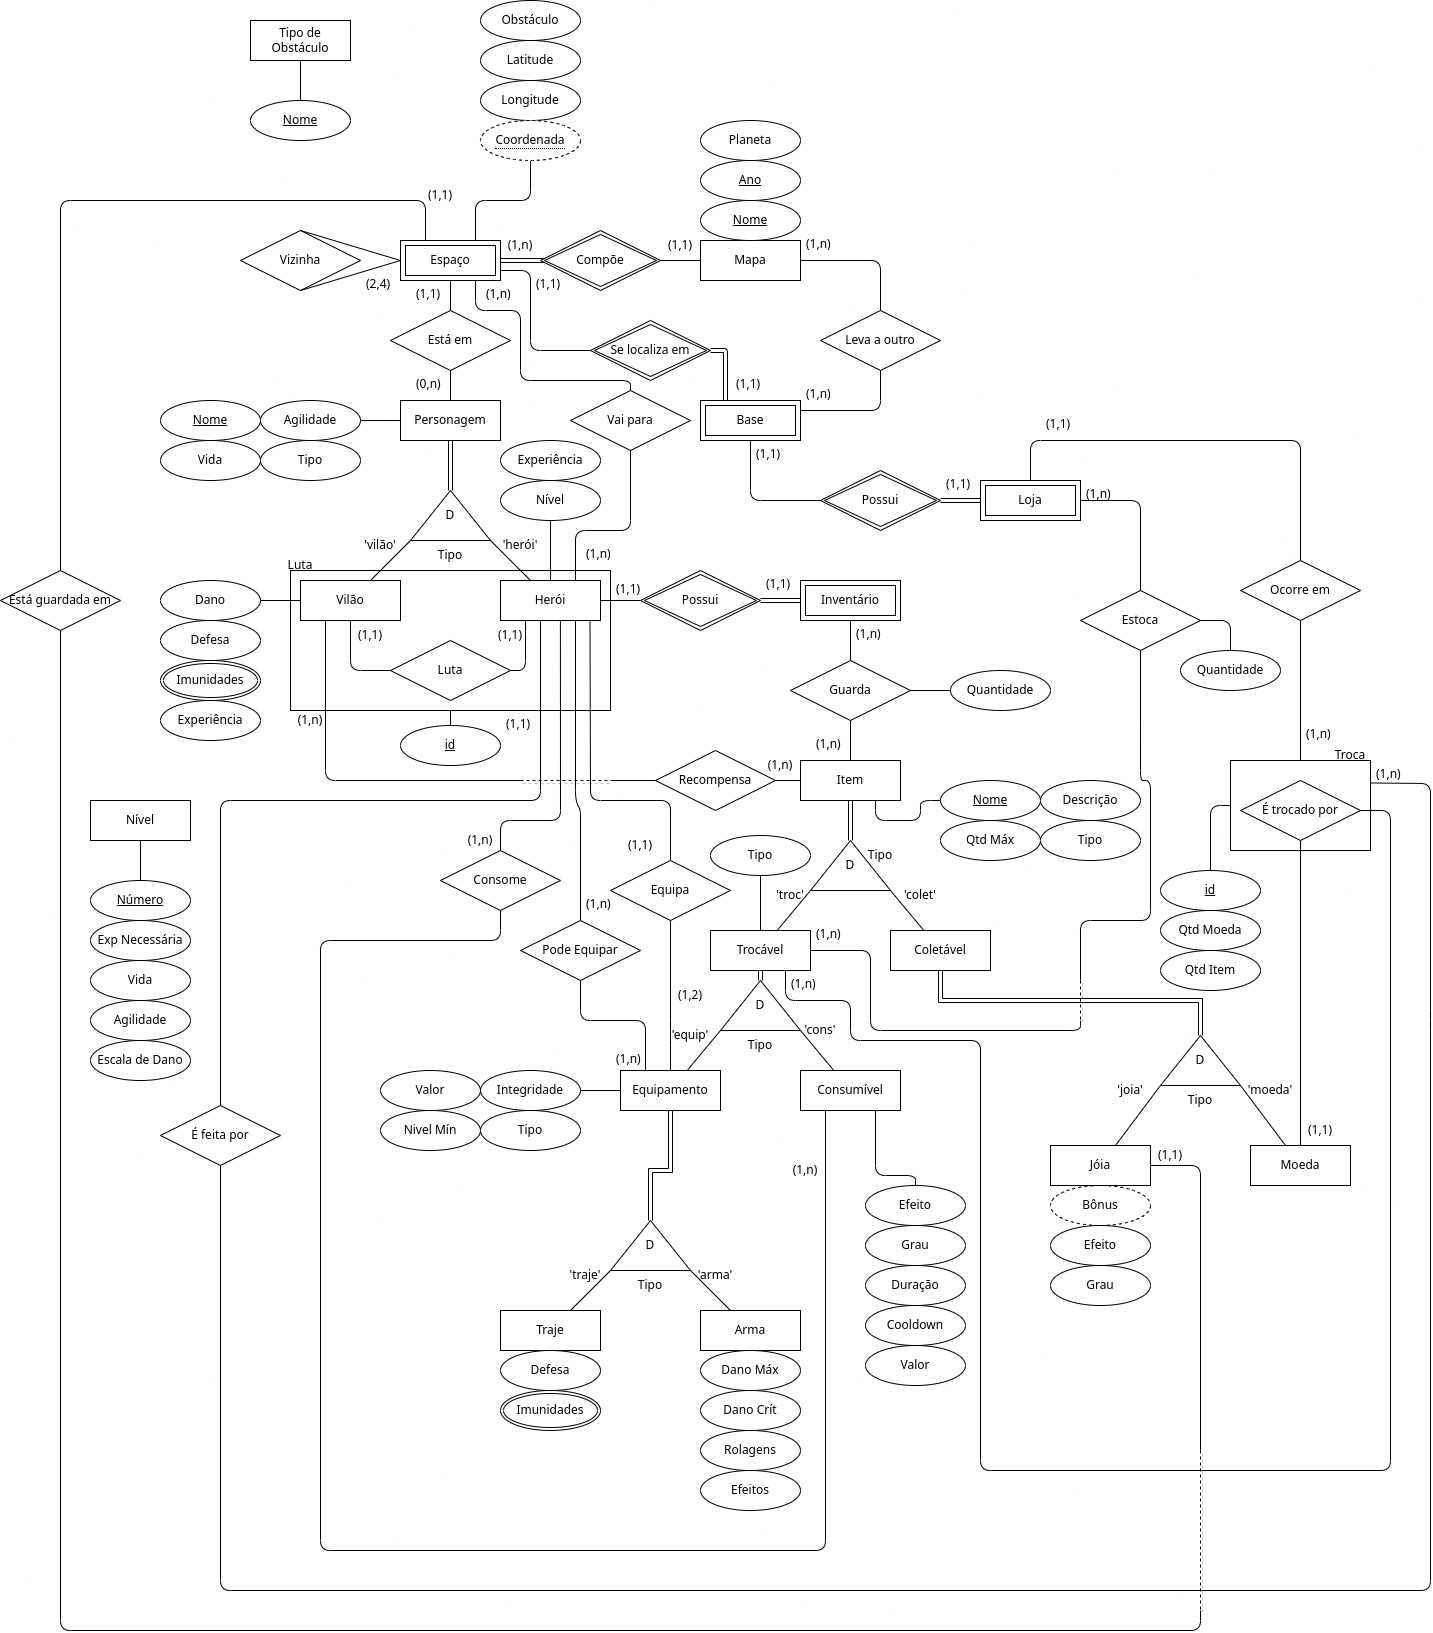 Tipo de
Obstáculo
Nome
Obstáculo
Latitude
Longitude
Coordenada
Planeta
Ano
Nome
(1,1)
Vizinha
(2,4)
Espaço
(1,n)
Compõe
(1,1)
Mapa
(1,n)
(1,1)
(1,n)
(1,1)
Está em
Se localiza em
Leva a outro
(0,n)
(1,1)
(1,n)
Nome
Agilidade
Vida
Tipo
Personagem
Vai para
Base
(1,1)
(1,1)
Experiência
Nível
Possui
(1,1)
Loja
(1,n)
D
'vilão'
Tipo
'herói'
(1,n)
Luta
Está guardada em
Dano
Defesa
Imunidades
Experiência
Vilão
Herói
(1,1)
Possui
(1,1)
Inventário
Ocorre em
Estoca
Quantidade
(1,1)
(1,1)
Luta
(1,n)
Guarda
Quantidade
(1,n)
(1,1)
id
(1,n)
(1,n)
Troca
(1,n)
Recompensa
(1,n)
Item
Nome
Descrição
Qtd Máx
Tipo
É trocado por
Nível
Número
Exp Necessária
Vida
Agilidade
Escala de Dano
(1,n)
Consome
(1,1)
Equipa
Tipo
D
Tipo
'troc'
'colet'
id
Qtd Moeda
Qtd Item
(1,n)
Pode Equipar
Trocável
(1,n)
Coletável
(1,2)
(1,n)
D
'equip'
Tipo
'cons'
(1,n)
É feita por
Valor
Integridade
Nivel Mín
Tipo
Equipamento
Consumível
D
'joia'
Tipo
'moeda'
(1,1)
(1,n)
Jóia
(1,1)
Moeda
Bônus
Efeito
Grau
Efeito
Grau
Duração
Cooldown
Valor
D
'traje'
Tipo
'arma'
Traje
Defesa
Imunidades
Arma
Dano Máx
Dano Crít
Rolagens
Efeitos